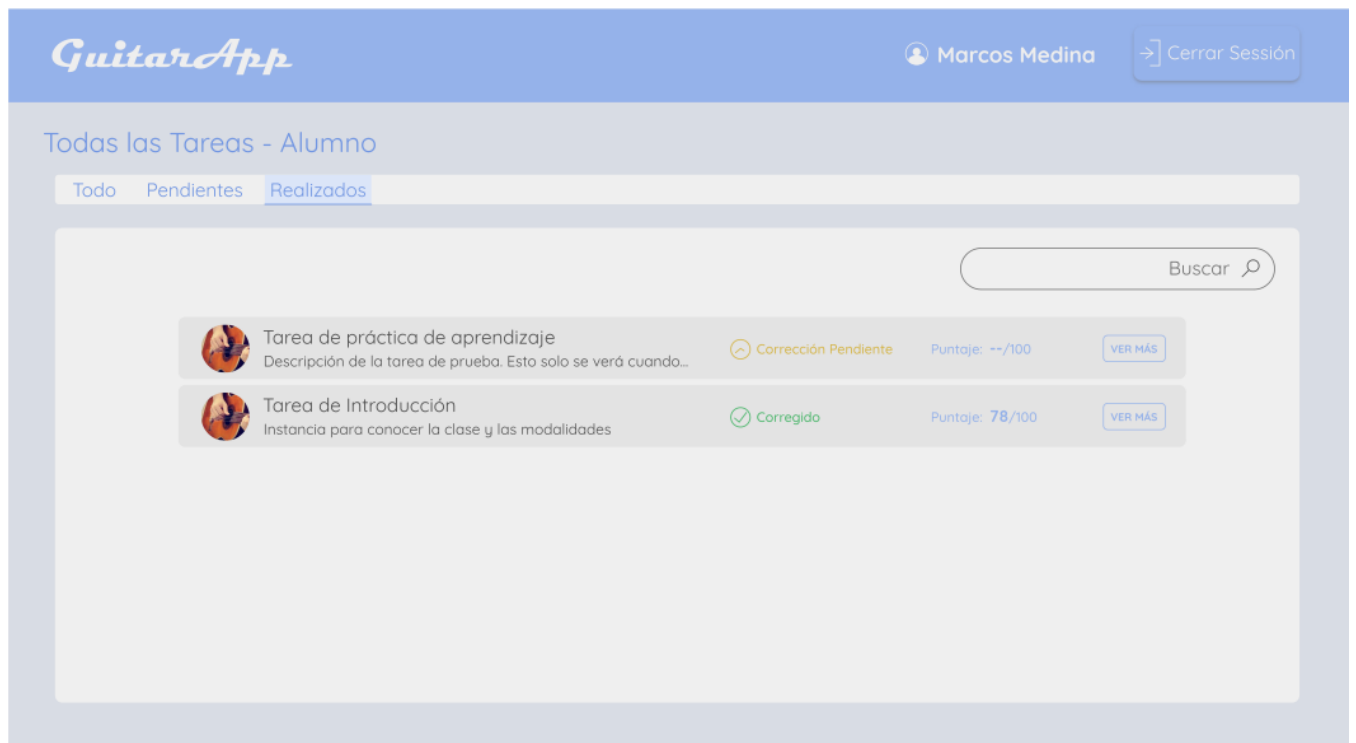 GuitarApp
Marcos Medina
Cerrar Sessión
Todas las Tareas - Alumno
Todo Pendientes Realizados
Buscar
Tarea de práctica de aprendizaje
Descripción de la tarea de prueba. Esto solo se verá cuando...
Corrección Pendiente
Puntaje: --/100
VER MÁS
Tarea de Introducción
Instancia para conocer la clase y las modalidades
Corregido
Puntaje: 78/100
VER MÁS